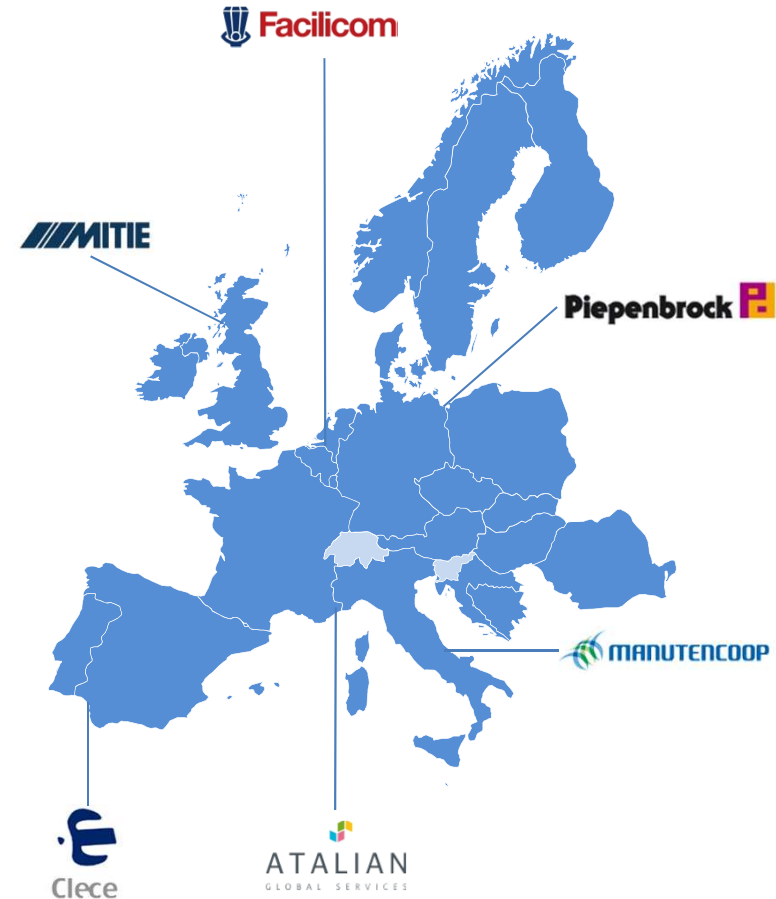 Facilicom
MITIE
Piepenbrock
MANUTENCOOP
Clece
ATALIAN
GLOBAL SERVICES